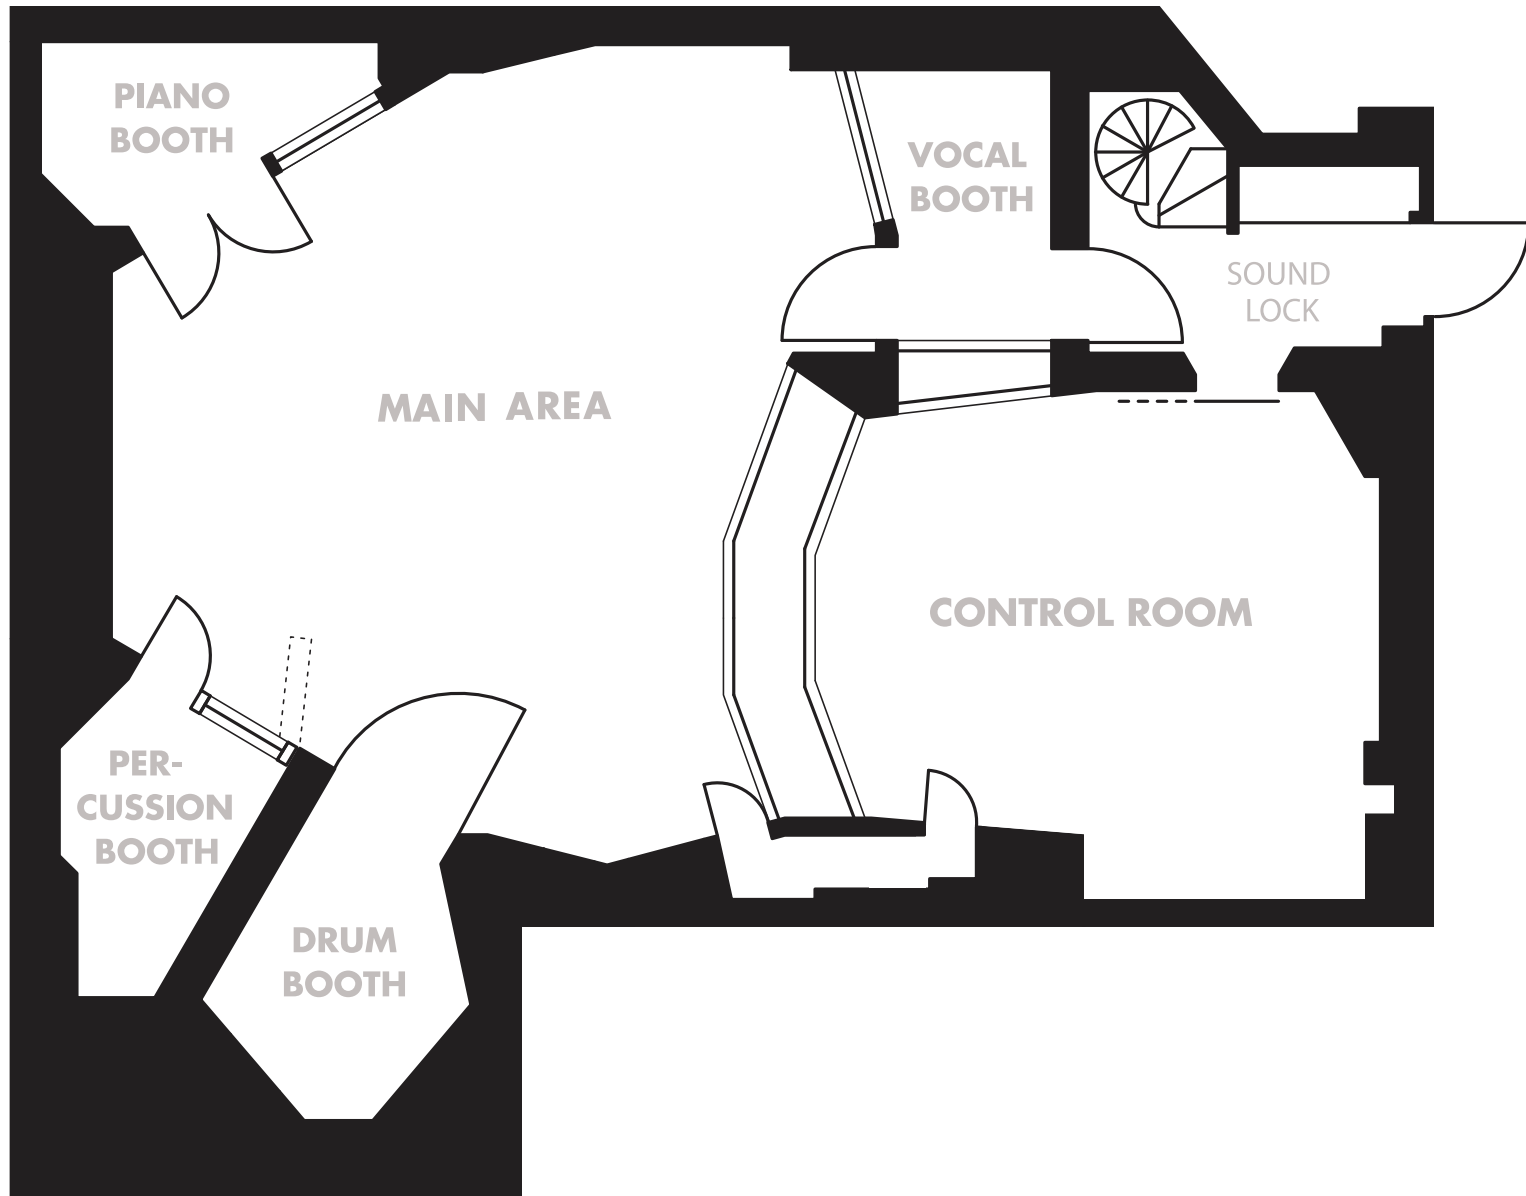 PIANO
BOOTH
VOCAL
BOOTH
SOUND
LOCK
MAIN AREA
CONTROL ROOM
PER-
CUSSION
BOOTH
DRUM
BOOTH